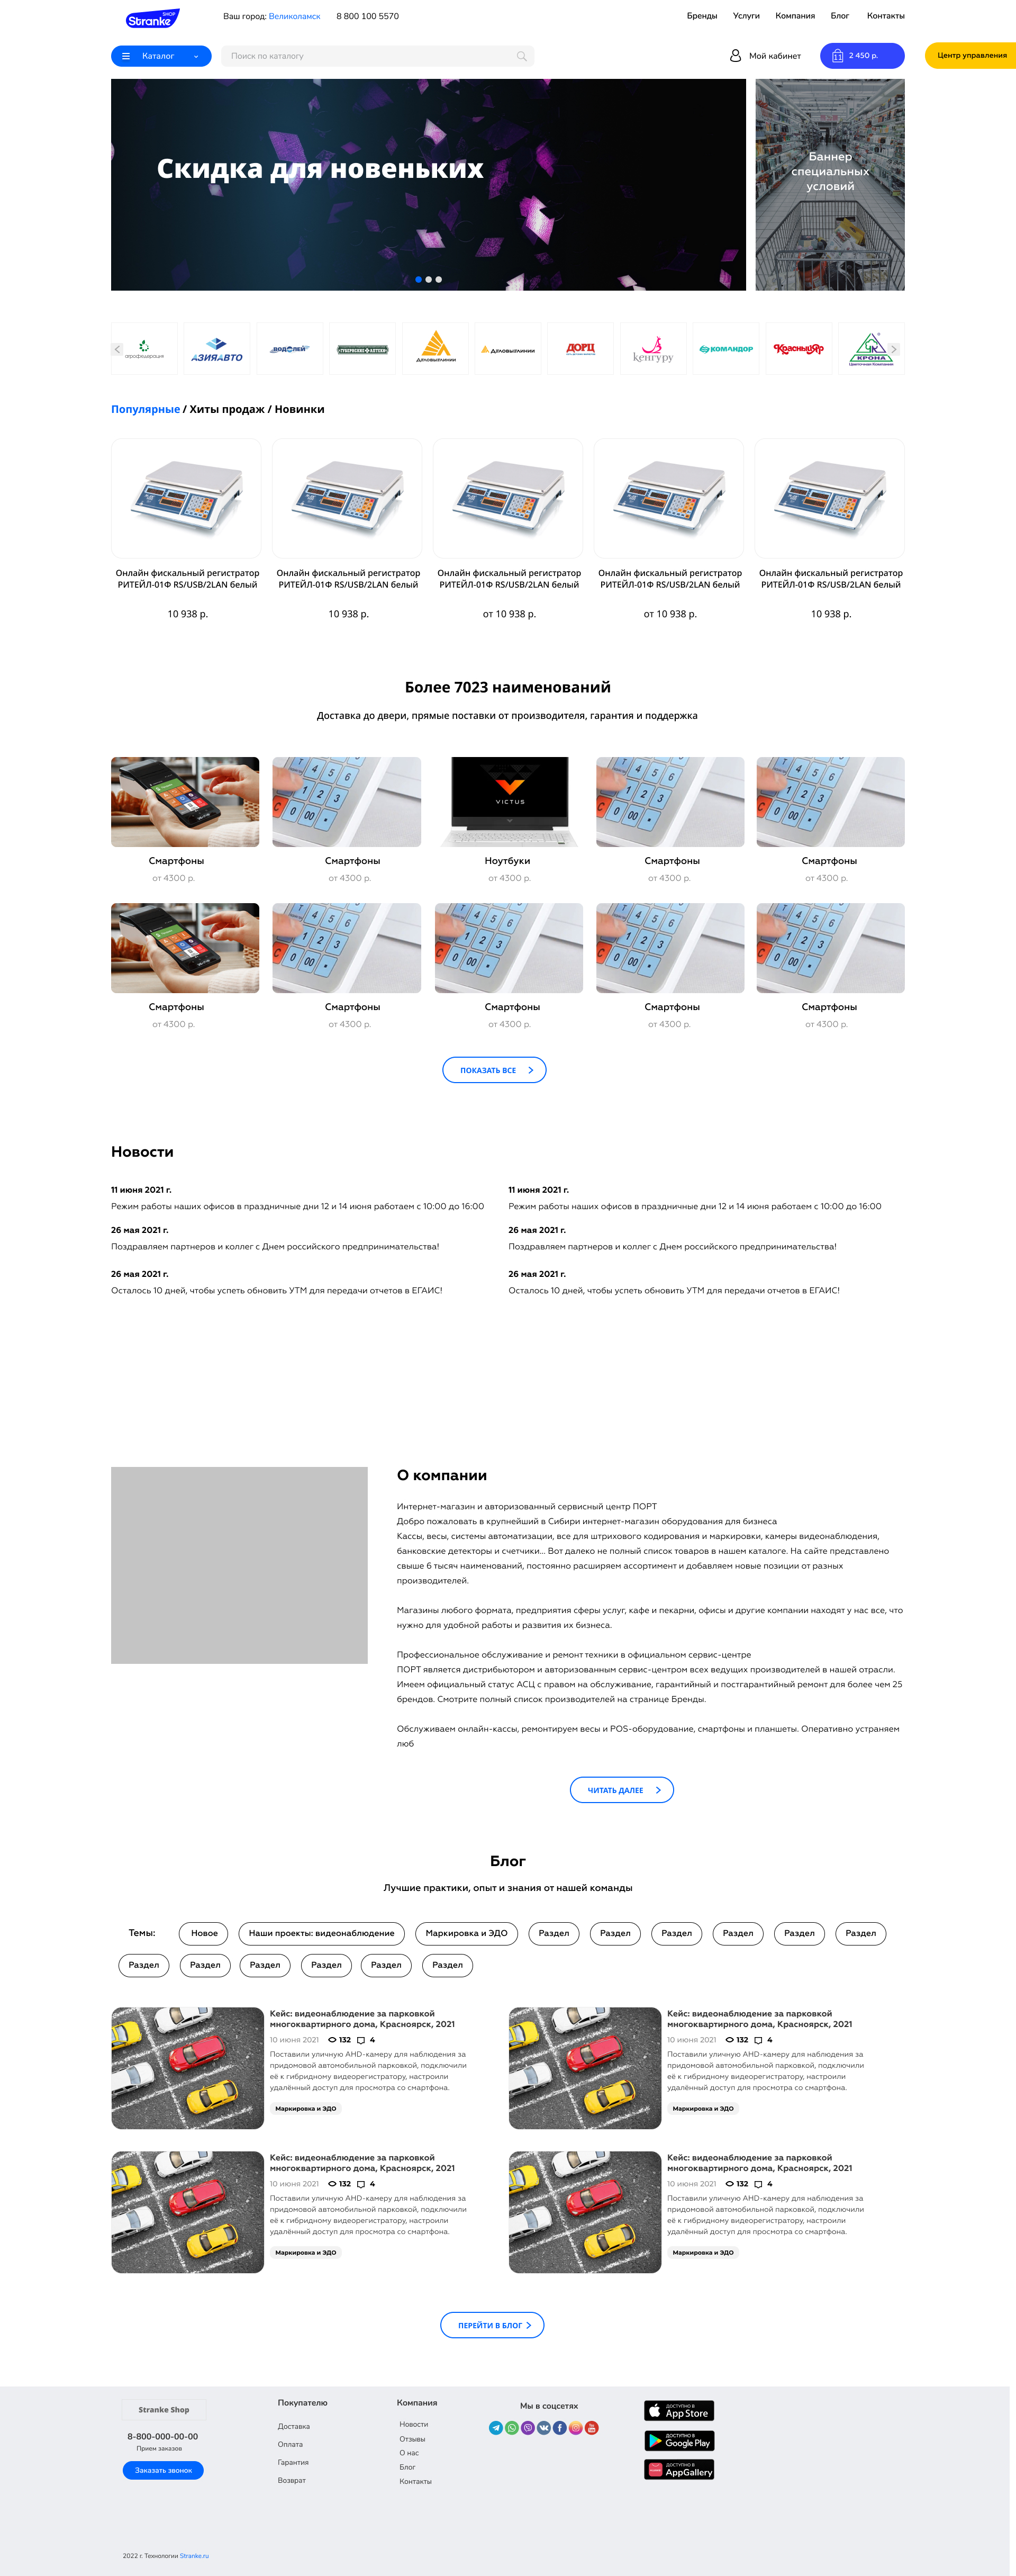 Stranke SHOP
Ваш город: Великоламск
8 800 100 5570
Бренды
Услуги
Компания
Блог
Контакты
Каталог
Поиск по каталогу
Мой кабинет
2 450 р.
Центр управления
Скидка для новеньких
Баннер
специальных
условий
агрофедерация
АЗИЯАВТО
ВОДОЛЕЙ
ГУБЕРНСКИЕ АПТЕКИ
ДЕЛОВЫЕ ЛИНИИ
ДЕЛОВЫЕ ЛИНИИ
ДОРЦ
кенгуру
КОМАНДОР
КРАСНЫЙ ЯР
КРОНА
Цветочная Компания
Популярные / Хиты продаж / Новинки
Онлайн фискальный регистратор
РИТЕЙЛ-01Ф RS/USB/2LAN белый
10 938 р.
Онлайн фискальный регистратор
РИТЕЙЛ-01Ф RS/USB/2LAN белый
10 938 р.
Онлайн фискальный регистратор
РИТЕЙЛ-01Ф RS/USB/2LAN белый
от 10 938 р.
Онлайн фискальный регистратор
РИТЕЙЛ-01Ф RS/USB/2LAN белый
от 10 938 р.
Онлайн фискальный регистратор
РИТЕЙЛ-01Ф RS/USB/2LAN белый
10 938 р.
Более 7023 наименований
Доставка до двери, прямые поставки от производителя, гарантия и поддержка
VICTUS
Смартфоны
от 4300 р.
Смартфоны
от 4300 р.
Ноутбуки
от 4300 р.
Смартфоны
от 4300 р.
Смартфоны
от 4300 р.
Смартфоны
от 4300 р.
Смартфоны
от 4300 р.
Смартфоны
от 4300 р.
Смартфоны
от 4300 р.
Смартфоны
от 4300 р.
ПОКАЗАТЬ ВСЕ
Новости
11 июня 2021 г.
Режим работы наших офисов в праздничные дни 12 и 14 июня работаем с 10:00 до 16:00
26 мая 2021 г.
Поздравляем партнеров и коллег с Днем российского предпринимательства!
26 мая 2021 г.
Осталось 10 дней, чтобы успеть обновить УТМ для передачи отчетов в ЕГАИС!
11 июня 2021 г.
Режим работы наших офисов в праздничные дни 12 и 14 июня работаем с 10:00 до 16:00
26 мая 2021 г.
Поздравляем партнеров и коллег с Днем российского предпринимательства!
26 мая 2021 г.
Осталось 10 дней, чтобы успеть обновить УТМ для передачи отчетов в ЕГАИС!
О компании
Интернет-магазин и авторизованный сервисный центр ПОРТ
Добро пожаловать в крупнейший в Сибири интернет-магазин оборудования для бизнеса
Кассы, весы, системы автоматизации, все для штрихового кодирования и маркировки, камеры видеонаблюдения,
банковские детекторы и счетчики... Вот далеко не полный список товаров в нашем каталоге. На сайте представлено
свыше 6 тысяч наименований, постоянно расширяем ассортимент и добавляем новые позиции от разных
производителей.
Магазины любого формата, предприятия сферы услуг, кафе и пекарни, офисы и другие компании находят у нас все, что
нужно для удобной работы и развития их бизнеса.
Профессиональное обслуживание и ремонт техники в официальном сервис-центре
ПОРТ является дистрибьютором и авторизованным сервис-центром всех ведущих производителей в нашей отрасли.
Имеем официальный статус АСЦ с правом на обслуживание, гарантийный и постгарантийный ремонт для более чем 25
брендов. Смотрите полный список производителей на странице Бренды.
Обслуживаем онлайн-кассы, ремонтируем весы и POS-оборудование, смартфоны и планшеты. Оперативно устраняем
люб
ЧИТАТЬ ДАЛЕЕ
Блог
Лучшие практики, опыт и знания от нашей команды
Темы:
Новое
Наши проекты: видеонаблюдение
Маркировка и ЭДО
Раздел
Раздел
Раздел
Раздел
Раздел
Раздел
Раздел
Раздел
Раздел
Раздел
Раздел
Раздел
Кейс: видеонаблюдение за парковкой
многоквартирного дома, Красноярск, 2021
10 июня 2021 132 4
Поставили уличную AHD-камеру для наблюдения за
придомовой автомобильной парковкой, подключили
её к гибридному видеорегистратору, настроили
удалённый доступ для просмотра со смартфона.
Маркировка и ЭДО
Кейс: видеонаблюдение за парковкой
многоквартирного дома, Красноярск, 2021
10 июня 2021 132 4
Поставили уличную AHD-камеру для наблюдения за
придомовой автомобильной парковкой, подключили
её к гибридному видеорегистратору, настроили
удалённый доступ для просмотра со смартфона.
Маркировка и ЭДО
Кейс: видеонаблюдение за парковкой
многоквартирного дома, Красноярск, 2021
10 июня 2021 132 4
Поставили уличную AHD-камеру для наблюдения за
придомовой автомобильной парковкой, подключили
её к гибридному видеорегистратору, настроили
удалённый доступ для просмотра со смартфона.
Маркировка и ЭДО
Кейс: видеонаблюдение за парковкой
многоквартирного дома, Красноярск, 2021
10 июня 2021 132 4
Поставили уличную AHD-камеру для наблюдения за
придомовой автомобильной парковкой, подключили
её к гибридному видеорегистратору, настроили
удалённый доступ для просмотра со смартфона.
Маркировка и ЭДО
ПЕРЕЙТИ В БЛОГ
Stranke Shop
8-800-000-00-00
Прием заказов
Заказать звонок
Покупателю
Доставка
Оплата
Гарантия
Возврат
Компания
Новости
Отзывы
О нас
Блог
Контакты
Мы в соцсетях
ДОСТУПНО В
App Store
ДОСТУПНО В
Google Play
ДОСТУПНО В
AppGallery
2022 г. Технологии Stranke.ru